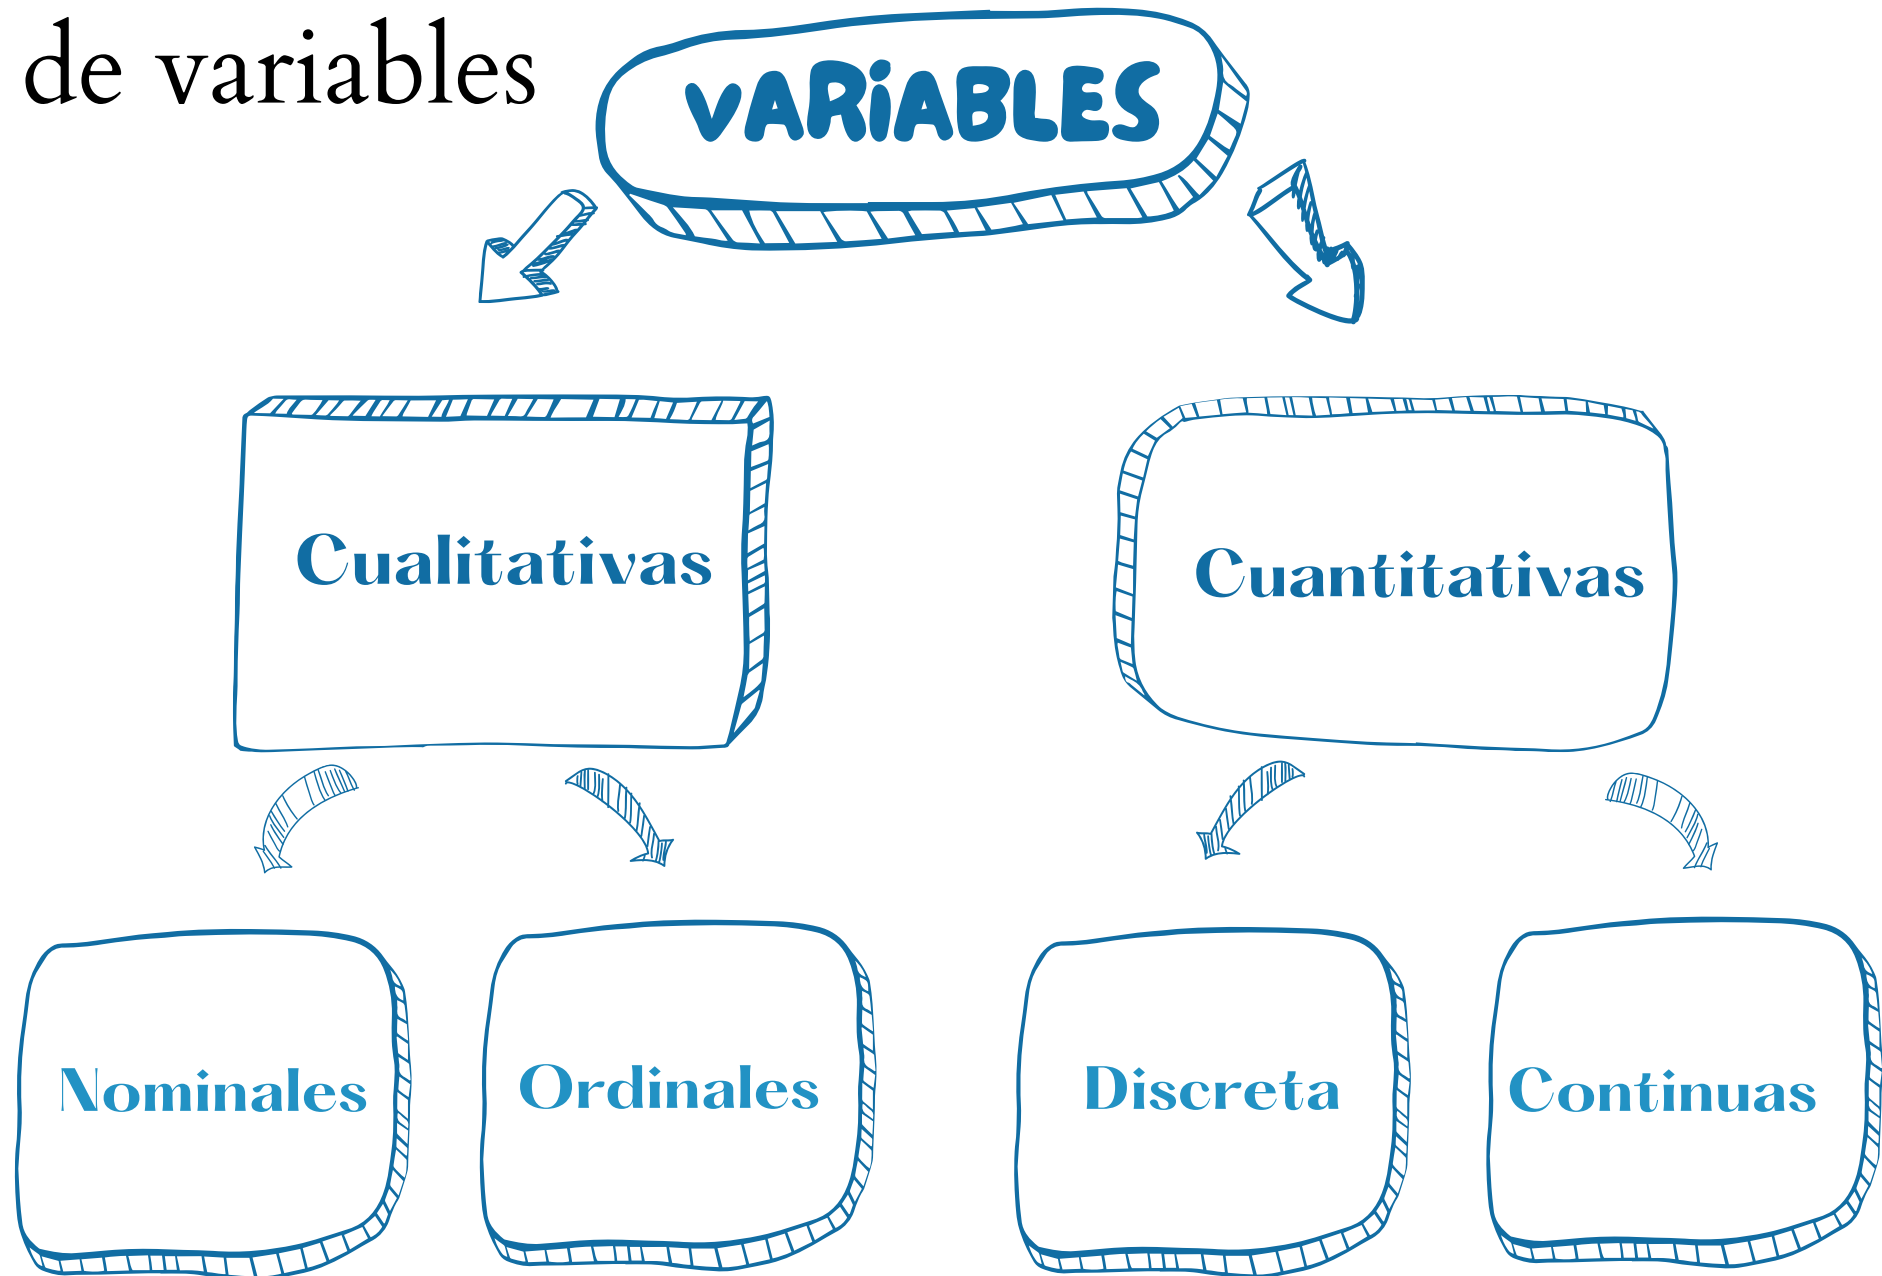 de variables
VARiABLES
Cualitativas
Cuantitativas
Nominales
Ordinales
Discreta
Continuas